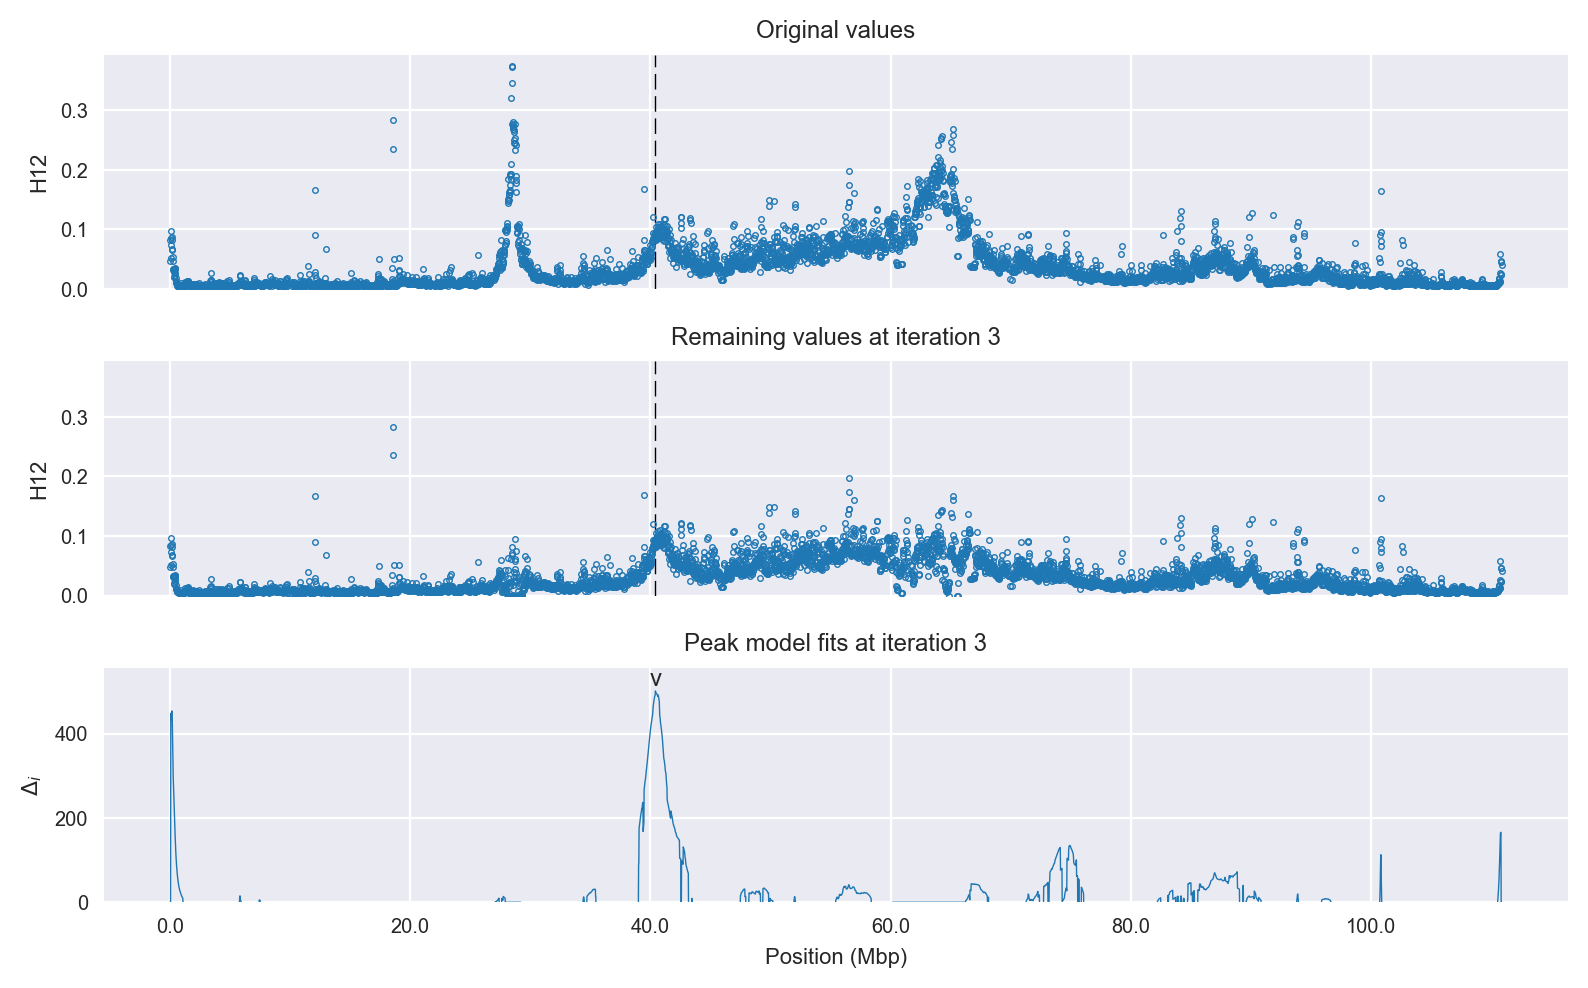 Original values
H12
0.3
0.2
0.1
0.0
Remaining values at iteration 3
H12
0.3
0.2
0.1
0.0
Peak model fits at iteration 3
v
Δi
400
200
0
0.0 20.0 40.0 60.0 80.0 100.0
Position (Mbp)